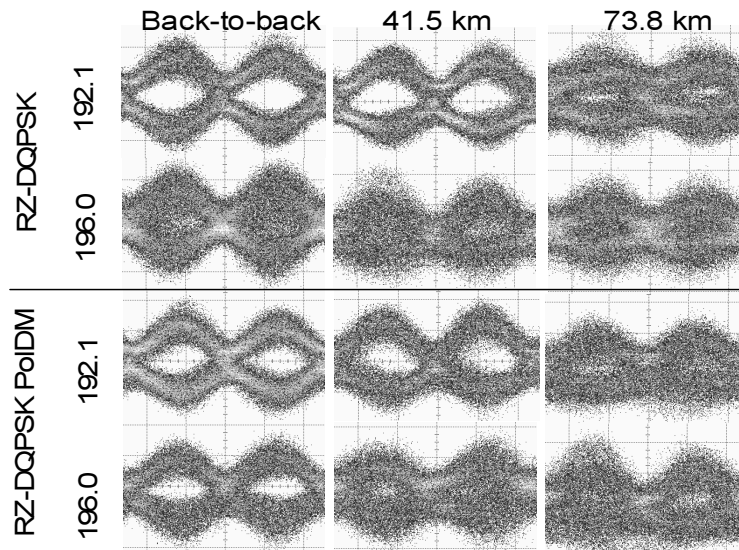 Back-to-back 41.5 km 73.8 km
RZ-DQPSK
192.1
196.0
RZ-DQPSK PolDM
192.1
196.0